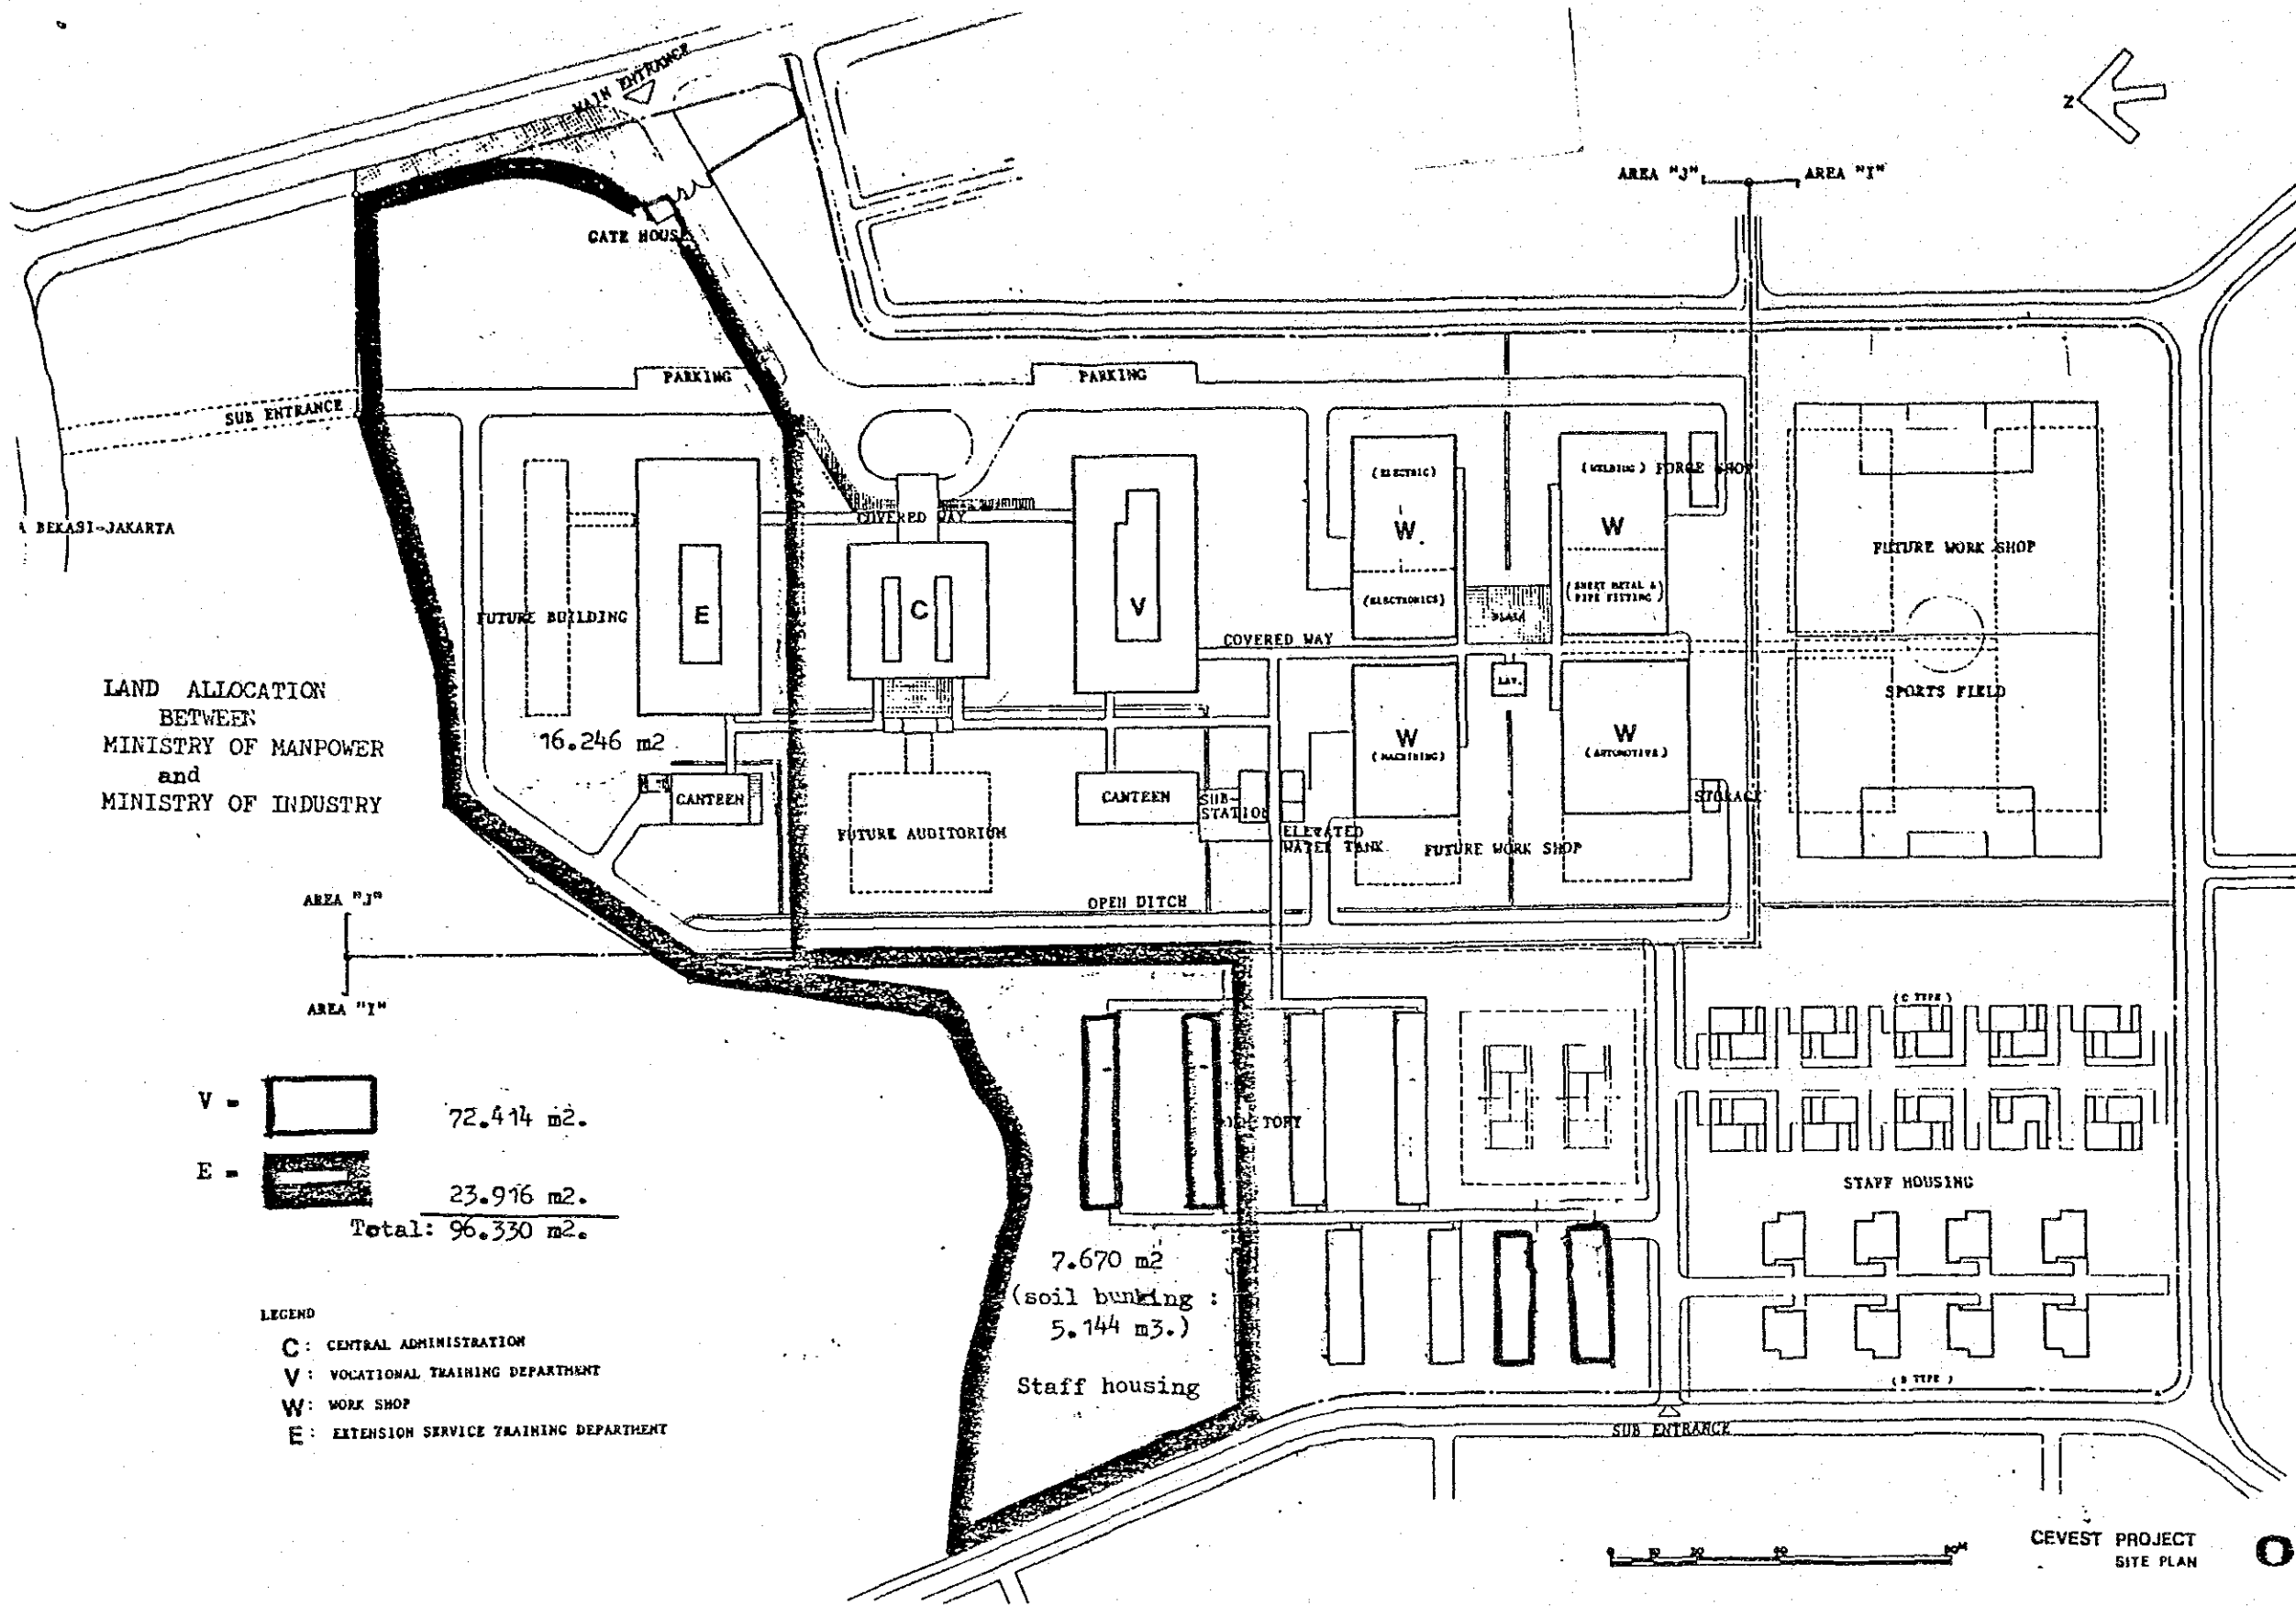 MAIN ENTRANCE
Z
AREA "J"
AREA "I"
GATE HOUSE
PARKING
PARKING
SUB ENTRANCE
(ELECTRIC)
(WELDING)
FORGE SHOP
BEKASI-JAKARTA
COVERED WAY
W
W
FUTURE WORK SHOP
FUTURE BUILDING
E
C
V
(ELECTRONICS)
(SHEET METAL &
PIPE FITTING)
PLAZA
COVERED WAY
LAV.
SPORTS FIELD
LAND ALLOCATION
BETWEEN
MINISTRY OF MANPOWER
and
MINISTRY OF INDUSTRY
16.246 m2
W
(MACHINING)
W
(AUTOMOTIVE)
CANTEEN
CANTEEN
SUB-
STATION
STORAGE
FUTURE AUDITORIUM
ELEVATED
WATER TANK
FUTURE WORK SHOP
OPEN DITCH
AREA "J"
AREA "I"
(C TYPE)
V =
72.414 m2.
E =
23.916 m2.
Total: 96.330 m2.
STAFF HOUSING
7.670 m2
(soil bunking :
5.144 m3.)
Staff housing
(B TYPE)
SUB ENTRANCE
LEGEND
C : CENTRAL ADMINISTRATION
V : VOCATIONAL TRAINING DEPARTMENT
W : WORK SHOP
E : EXTENSION SERVICE TRAINING DEPARTMENT
CEVEST PROJECT
SITE PLAN